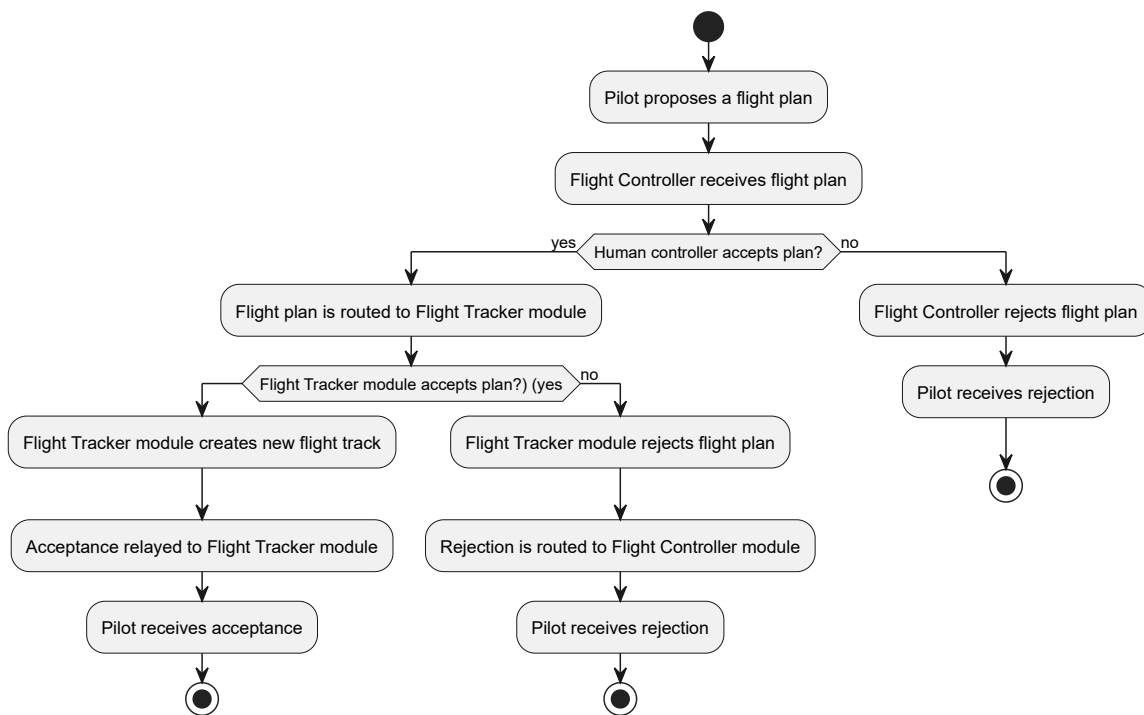 Pilot proposes a flight plan
Flight Controller receives flight plan
yes
Human controller accepts plan?
no
Flight plan is routed to Flight Tracker module
Flight Controller rejects flight plan
Flight Tracker module accepts plan?) (yes
no
Pilot receives rejection
Flight Tracker module creates new flight track
Flight Tracker module rejects flight plan
Acceptance relayed to Flight Tracker module
Rejection is routed to Flight Controller module
Pilot receives acceptance
Pilot receives rejection